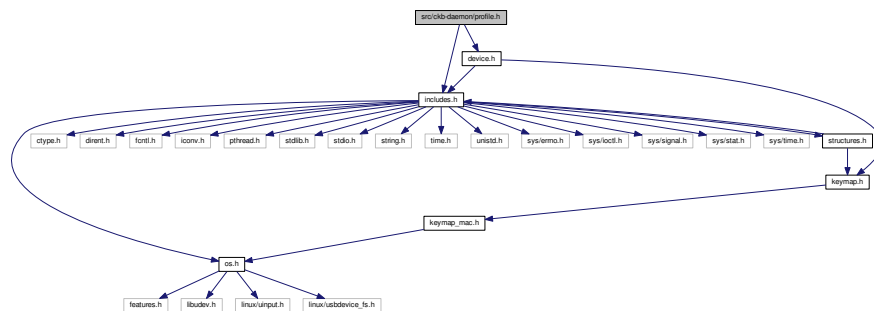 src/ckb-daemon/profile.h
device.h
includes.h
ctype.h
dirent.h
fcntl.h
iconv.h
pthread.h
stdlib.h
stdio.h
string.h
time.h
unistd.h
sys/errno.h
sys/ioctl.h
sys/signal.h
sys/stat.h
sys/time.h
structures.h
keymap.h
keymap_mac.h
os.h
features.h
libudev.h
linux/uinput.h
linux/usbdevice_fs.h